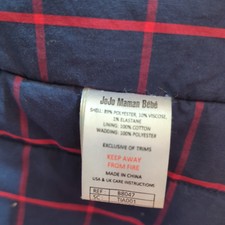 JoJo Maman Bébé
SHELL: 89% POLYESTER, 10% VISCOSE,
1% ELASTANE
LINING: 100% COTTON
WADDING: 100% POLYESTER
EXCLUSIVE OF TRIMS
KEEP AWAY
FROM FIRE
MADE IN CHINA
USA & UK CARE INSTRUCTIONS
REF